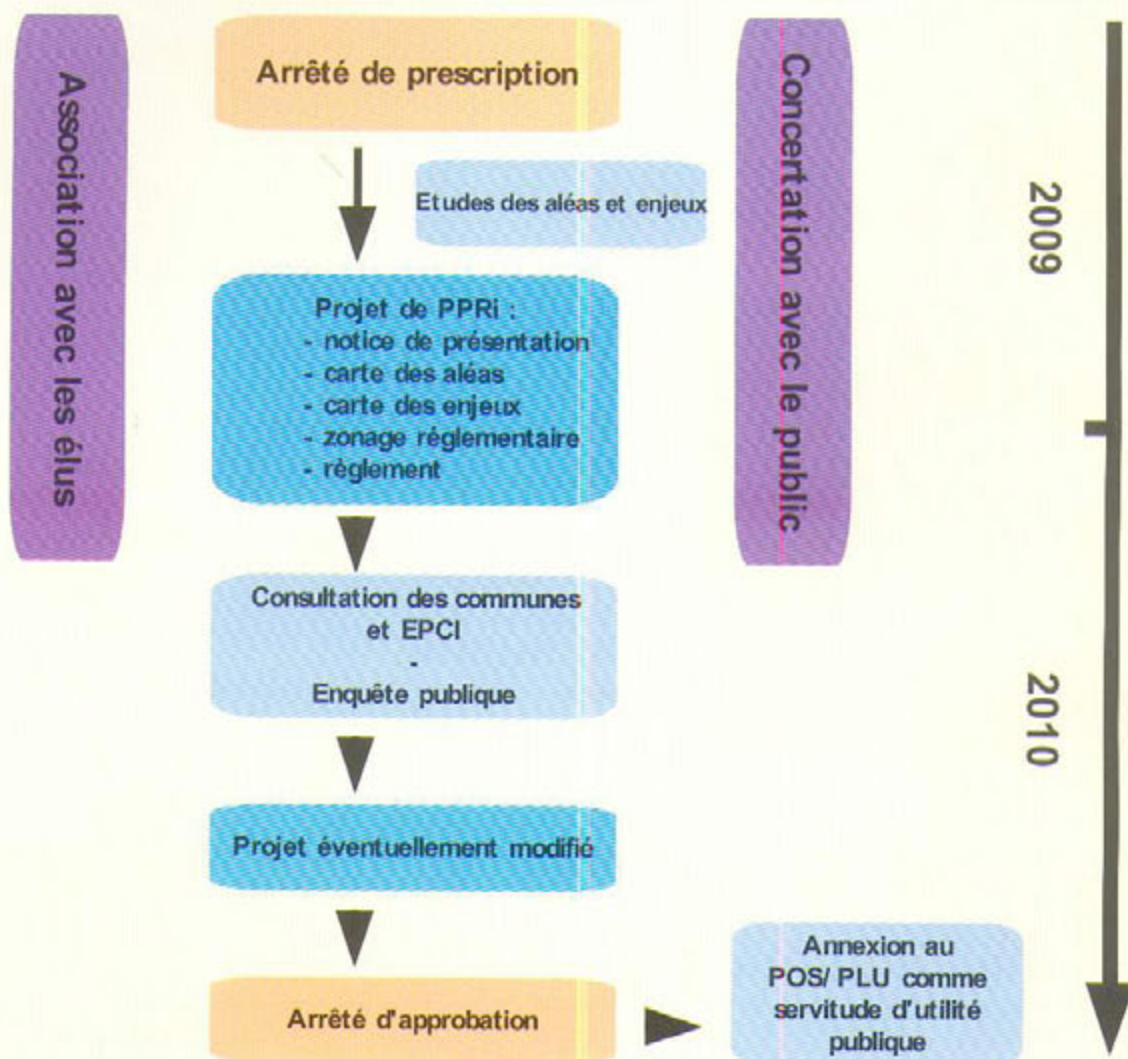 Association avec les élus
Arrêté de prescription
Etudes des aléas et enjeux
Projet de PPRi :
- notice de présentation
- carte des aléas
- carte des enjeux
- zonage réglementaire
- règlement
Consultation des communes
et EPCI
-
Enquête publique
Projet éventuellement modifié
Arrêté d'approbation
Annexion au
POS/ PLU comme
servitude d'utilité
publique
Concertation avec le public
2009
2010